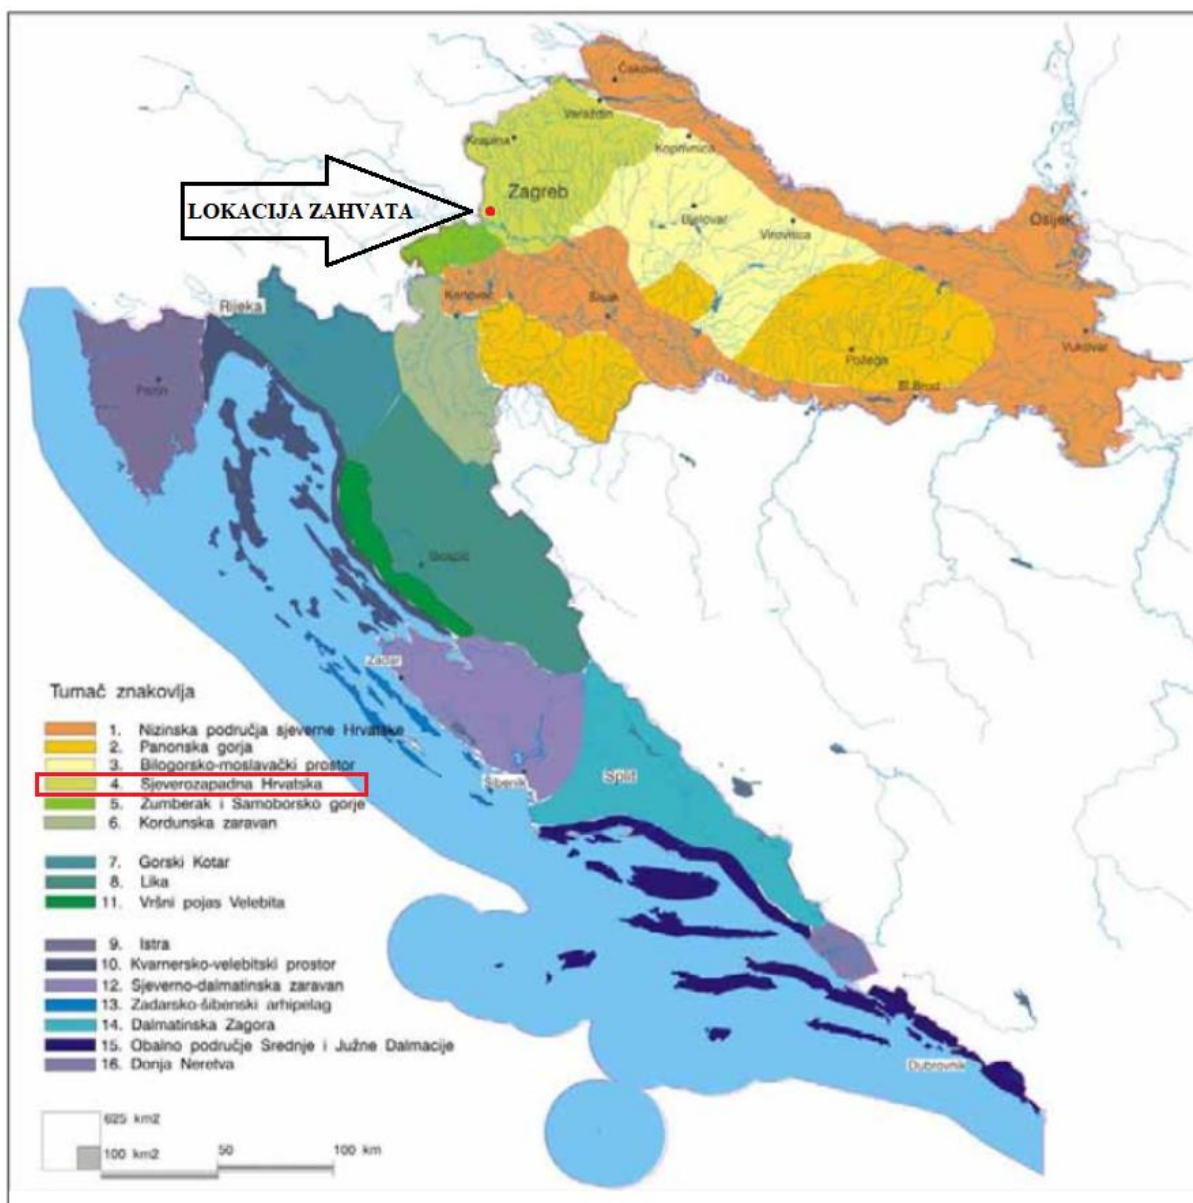 Čakovec
Varaždin
Krapina
Koprivnica
Zagreb
LOKACIJA ZAHVATA
Bjelovar
Virovitica
Osijek
Karlovac
Sisak
Rijeka
Vukovar
Požega
Sl.Brod
Pazin
Gospić
Zadar
Šibenik
Split
Dubrovnik
Tumač znakovlja
1. Nizinska područja sjeverne Hrvatske
2. Panonska gorja
3. Bilogorsko-moslavački prostor
4. Sjeverozapadna Hrvatska
5. Žumberak i Samoborsko gorje
6. Kordunska zaravan
7. Gorski Kotar
8. Lika
11. Vršni pojas Velebita
9. Istra
10. Kvarnersko-velebitski prostor
12. Sjeverno-dalmatinska zaravan
13. Zadarsko-šibenski arhipelag
14. Dalmatinska Zagora
15. Obalno područje Srednje i Južne Dalmacije
16. Donja Neretva
625 km2
100 km2
50
100 km